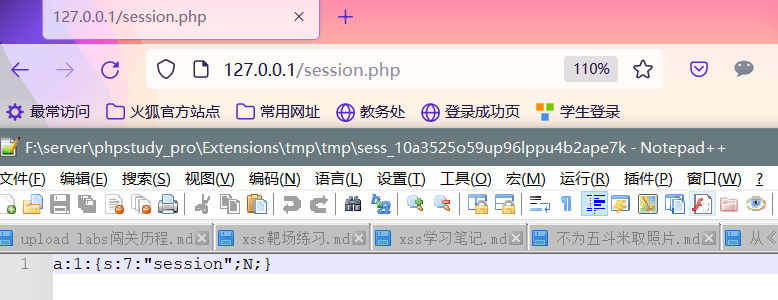 127.0.0.1/session.php
127.0.0.1/session.php 110%
最常访问 火狐官方站点 常用网址 教务处 登录成功页 学生登录
F:\server\phpstudy_pro\Extensions\tmp\tmp\sess_10a3525o59up96lppu4b2ape7k - Notepad++
文件(F) 编辑(E) 搜索(S) 视图(V) 编码(N) 语言(L) 设置(T) 工具(O) 宏(M) 运行(R) 插件(P) 窗口(W) ?
upload labs闯关历程.md xss靶场练习.md xss学习笔记.md 不为五斗米取照片.md 从《
1 a:1:{s:7:"session";N;}